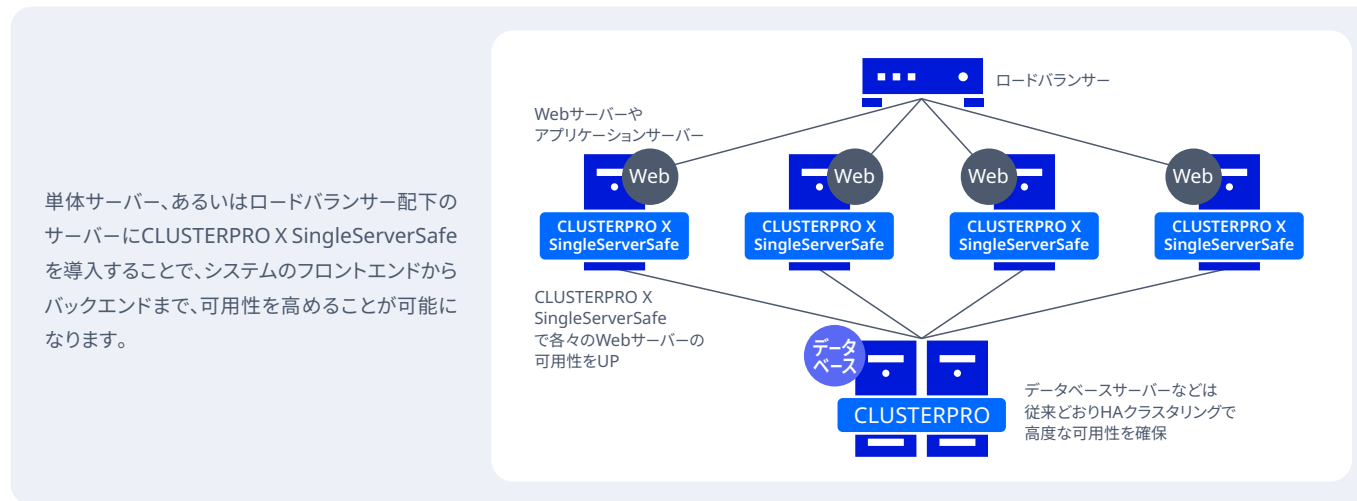 単体サーバー、あるいはロードバランサー配下の
サーバーにCLUSTERPRO X SingleServerSafe
を導入することで、システムのフロントエンドから
バックエンドまで、可用性を高めることが可能に
なります。
ロードバランサー
Webサーバーや
アプリケーションサーバー
Web
Web
Web
Web
CLUSTERPRO X
SingleServerSafe
CLUSTERPRO X
SingleServerSafe
CLUSTERPRO X
SingleServerSafe
CLUSTERPRO X
SingleServerSafe
CLUSTERPRO X
SingleServerSafe
で各々のWebサーバーの
可用性をUP
データ
ベース
CLUSTERPRO
データベースサーバーなどは
従来どおりHAクラスタリングで
高度な可用性を確保